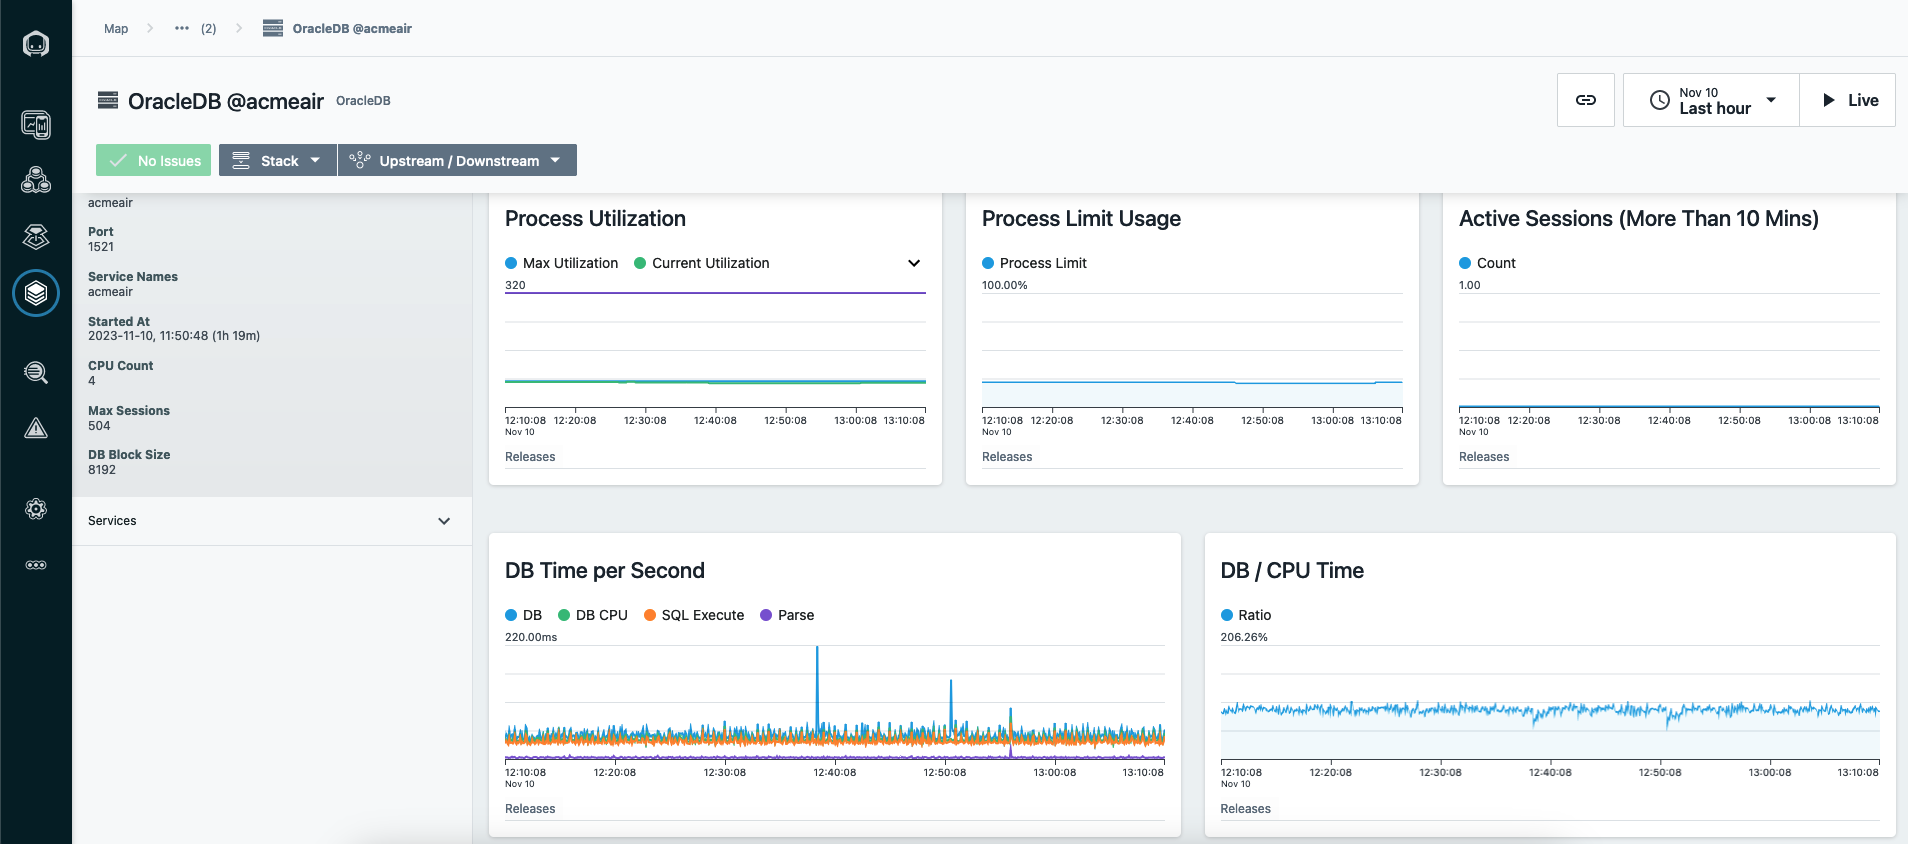 Map
(2)
OracleDB @acmeair
OracleDB @acmeair OracleDB
Nov 10
Last hour
Live
No Issues
Stack
Upstream / Downstream
acmeair
Port
1521
Service Names
acmeair
Started At
2023-11-10, 11:50:48 (1h 19m)
CPU Count
4
Max Sessions
504
DB Block Size
8192
Services
Process Utilization
Max Utilization Current Utilization
320
12:10:08 12:20:08 12:30:08 12:40:08 12:50:08 13:00:08 13:10:08
Nov 10
Releases
Process Limit Usage
Process Limit
100.00%
12:10:08 12:20:08 12:30:08 12:40:08 12:50:08 13:00:08 13:10:08
Nov 10
Releases
Active Sessions (More Than 10 Mins)
Count
1.00
12:10:08 12:20:08 12:30:08 12:40:08 12:50:08 13:00:08 13:10:08
Nov 10
Releases
DB Time per Second
DB DB CPU SQL Execute Parse
220.00ms
12:10:08 12:20:08 12:30:08 12:40:08 12:50:08 13:00:08 13:10:08
Nov 10
Releases
DB / CPU Time
Ratio
206.26%
12:10:08 12:20:08 12:30:08 12:40:08 12:50:08 13:00:08 13:10:08
Nov 10
Releases